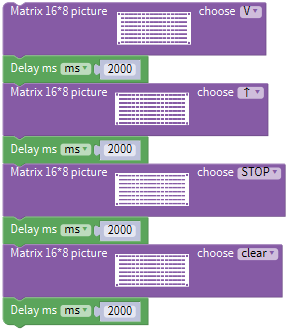 Matrix 16*8 picture choose V
Delay ms ms 2000
Matrix 16*8 picture choose ↑
Delay ms ms 2000
Matrix 16*8 picture choose STOP
Delay ms ms 2000
Matrix 16*8 picture choose clear
Delay ms ms 2000